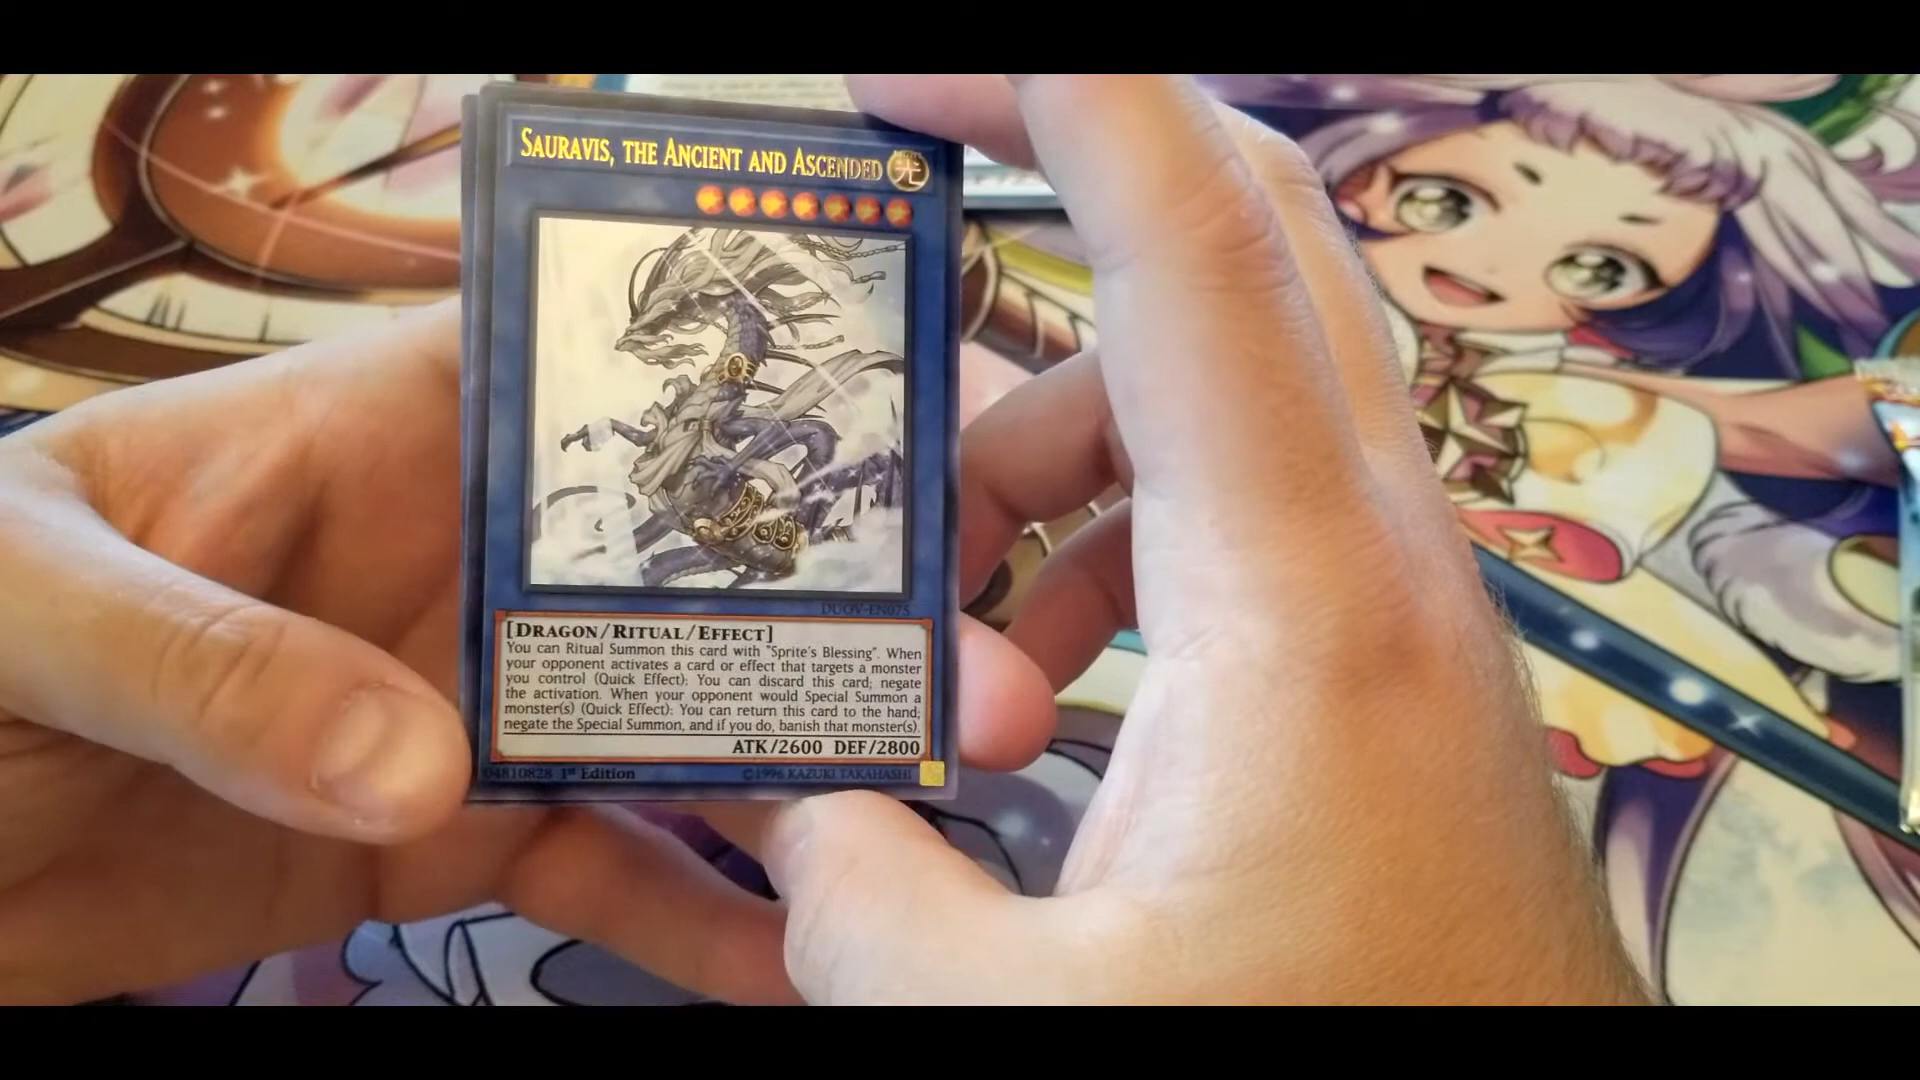 SAURAVIS, THE ANCIENT AND ASCENDED
光
DUOV-EN075
[DRAGON/RITUAL/EFFECT]
You can Ritual Summon this card with "Sprite's Blessing". When
your opponent activates a card or effect that targets a monster
you control (Quick Effect): You can discard this card; negate
the activation. When your opponent would Special Summon a
monster(s) (Quick Effect): You can return this card to the hand;
negate the Special Summon, and if you do, banish that monster(s).
ATK/2600 DEF/2800
04810828 1st Edition ©1996 KAZUKI TAKAHASHI